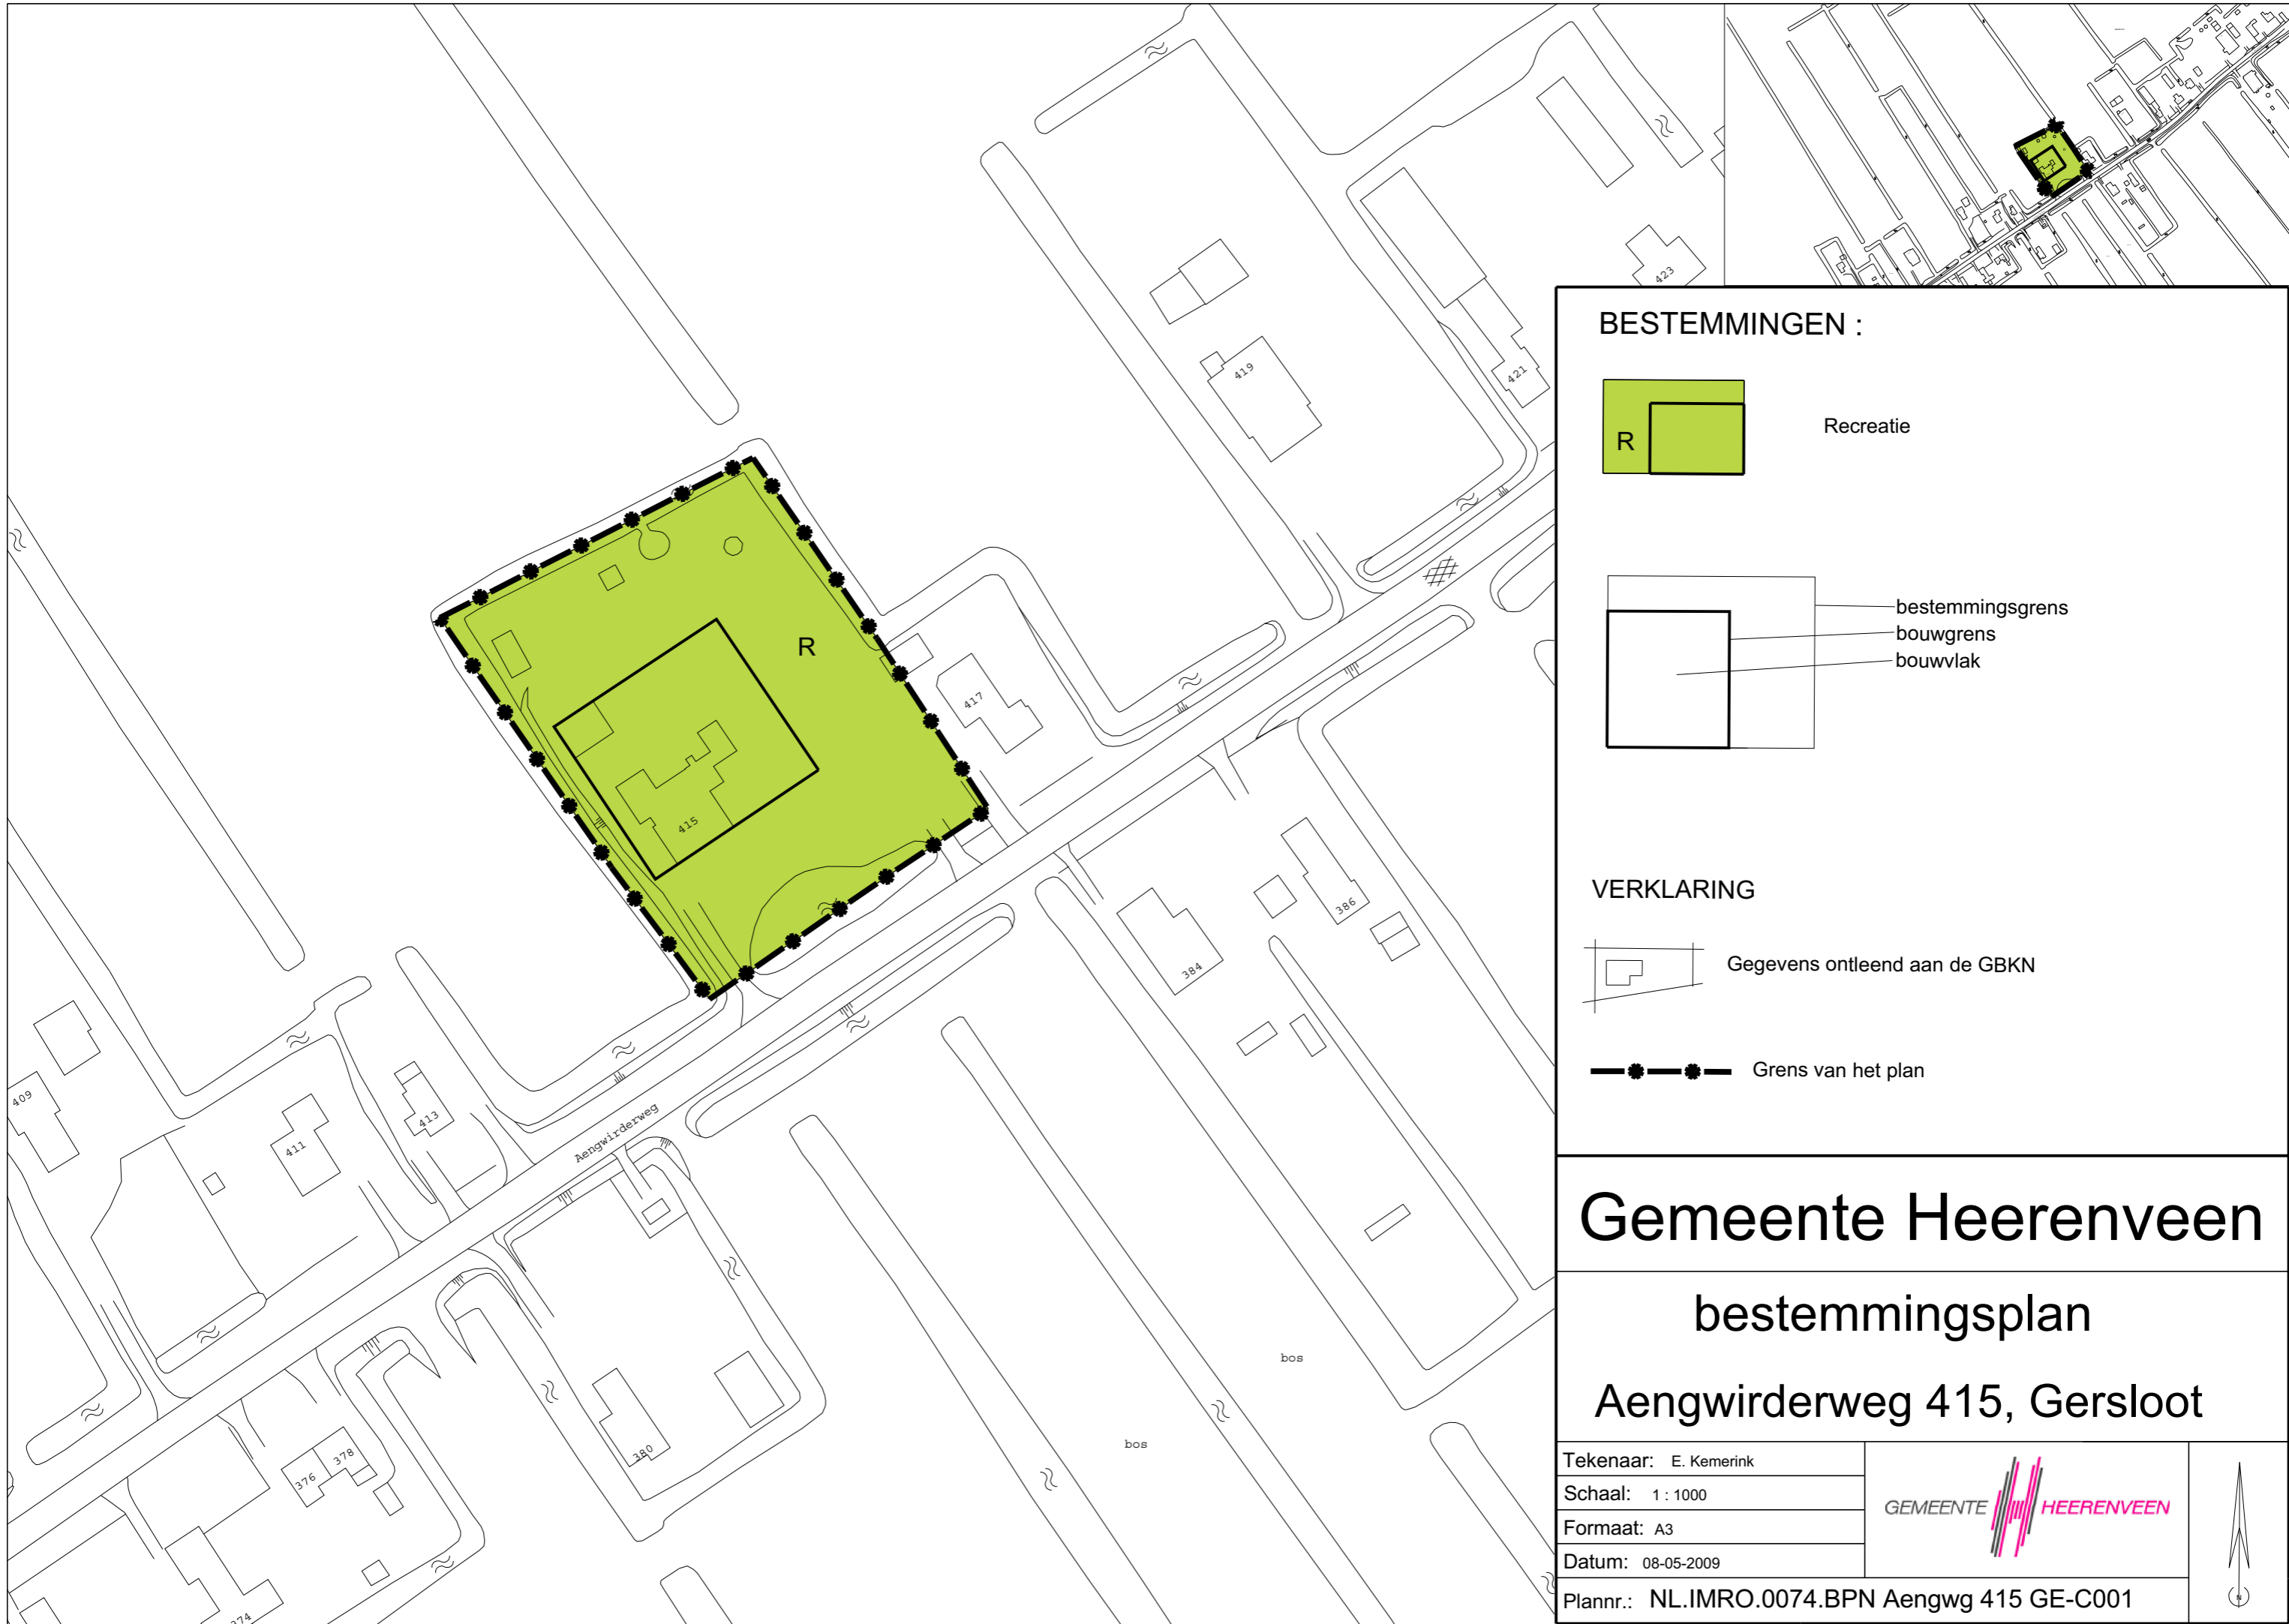 423
419
421
417
R
415
386
384
409
411
413
Aengwirderweg
bos
bos
380
378
376
374
BESTEMMINGEN :
R
Recreatie
bestemmingsgrens
bouwgrens
bouwvlak
VERKLARING
Gegevens ontleend aan de GBKN
Grens van het plan
Gemeente Heerenveen
bestemmingsplan
Aengwirderweg 415, Gersloot
Tekenaar: E. Kemerink
Schaal: 1 : 1000
Formaat: A3
Datum: 08-05-2009
GEMEENTE HEERENVEEN
Plannr.: NL.IMRO.0074.BPN Aengwg 415 GE-C001
N